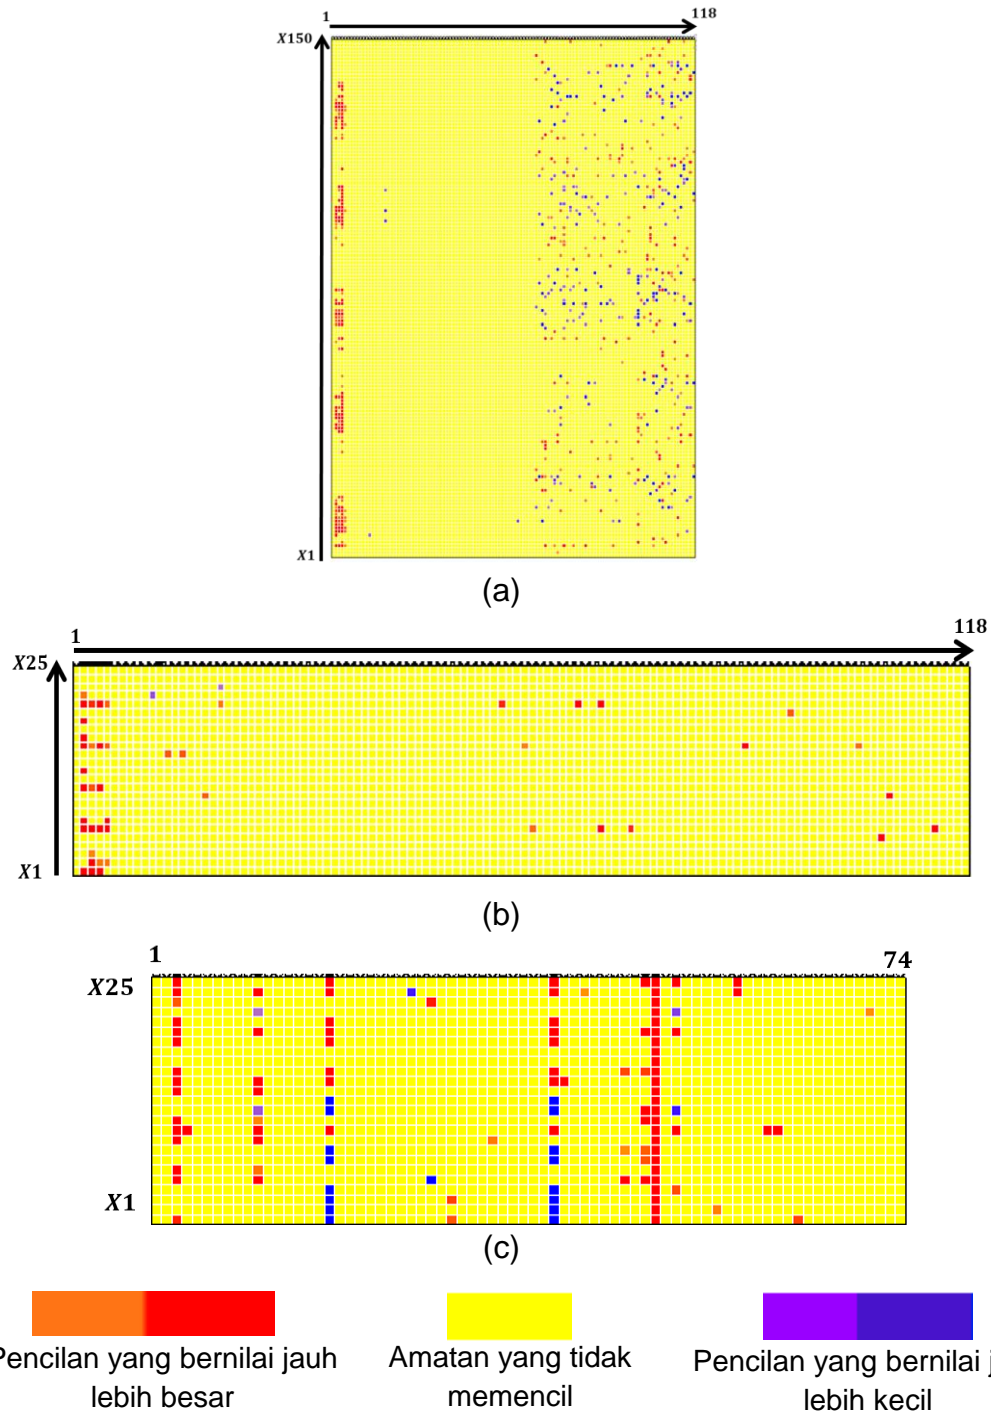 1 118
X150
X1
(a)
1 118
X25
X1
(b)
1 74
X25
X1
(c)
Pencilan yang bernilai jauh
lebih besar
Amatan yang tidak
memencil
Pencilan yang bernilai j
lebih kecil